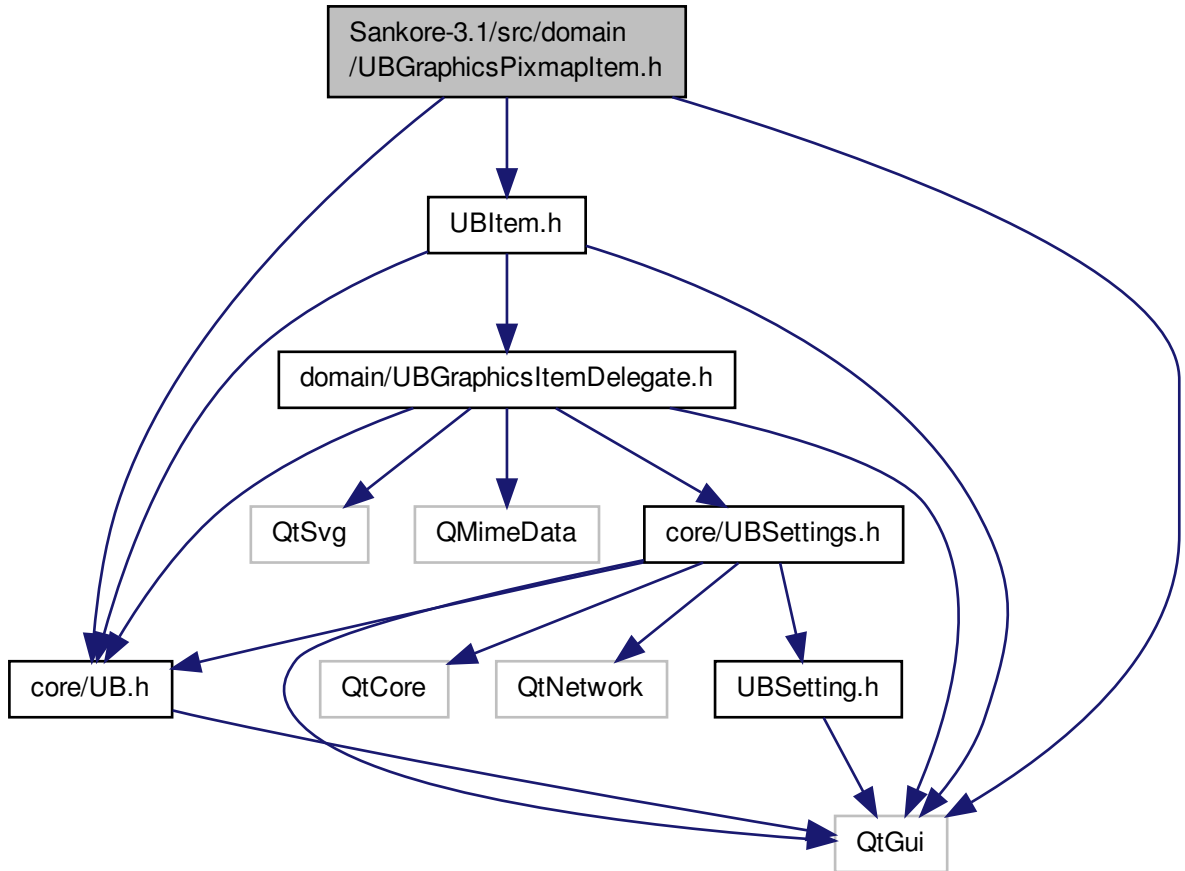 Sankore-3.1/src/domain
/UBGraphicsPixmapItem.h
UBItem.h
domain/UBGraphicsItemDelegate.h
QtSvg
QMimeData
core/UBSettings.h
core/UB.h
QtCore
QtNetwork
UBSetting.h
QtGui